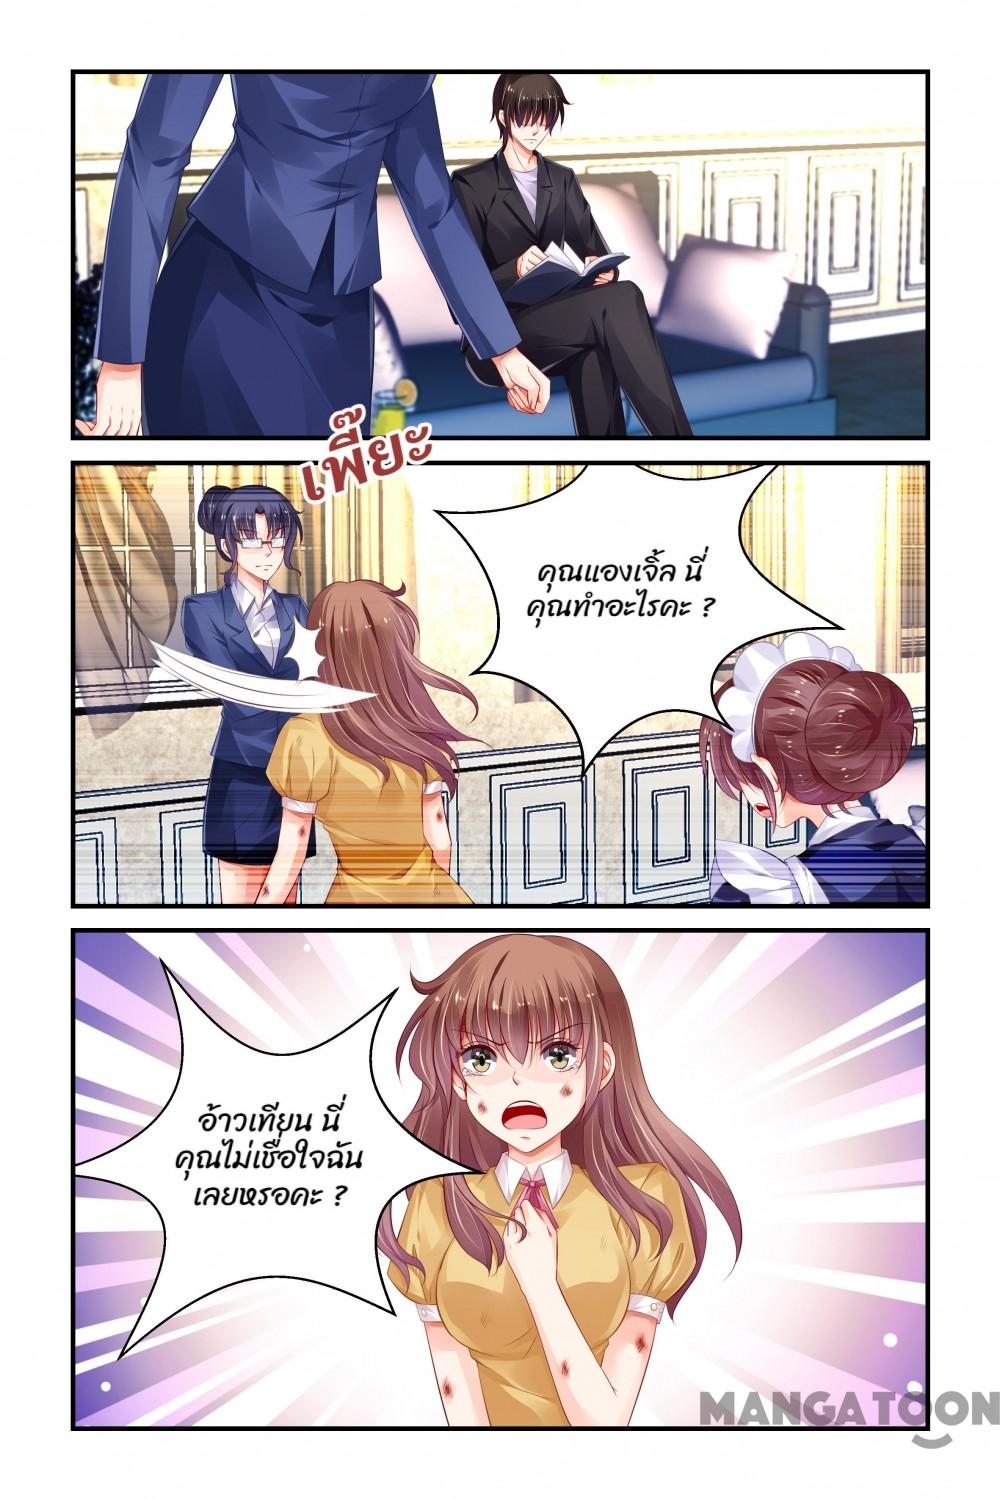 เพี๊ยะ
คุณแองเจิ้ล นี่
คุณทำอะไรคะ ?
อ้าวเทียน นี่
คุณไม่เชื่อใจฉัน
เลยหรอคะ ?
MANGATOON